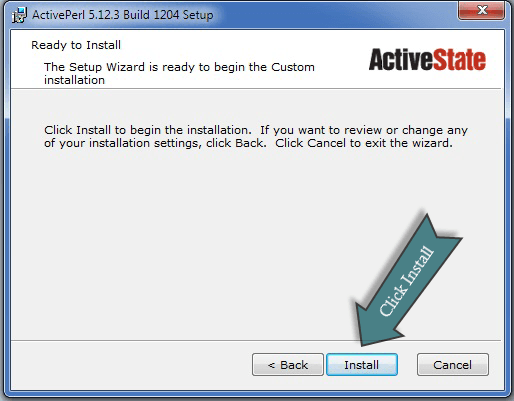 ActivePerl 5.12.3 Build 1204 Setup
Ready to Install
The Setup Wizard is ready to begin the Custom
installation
ActiveState
Click Install to begin the installation. If you want to review or change any
of your installation settings, click Back. Click Cancel to exit the wizard.
Click Install
< Back Install Cancel